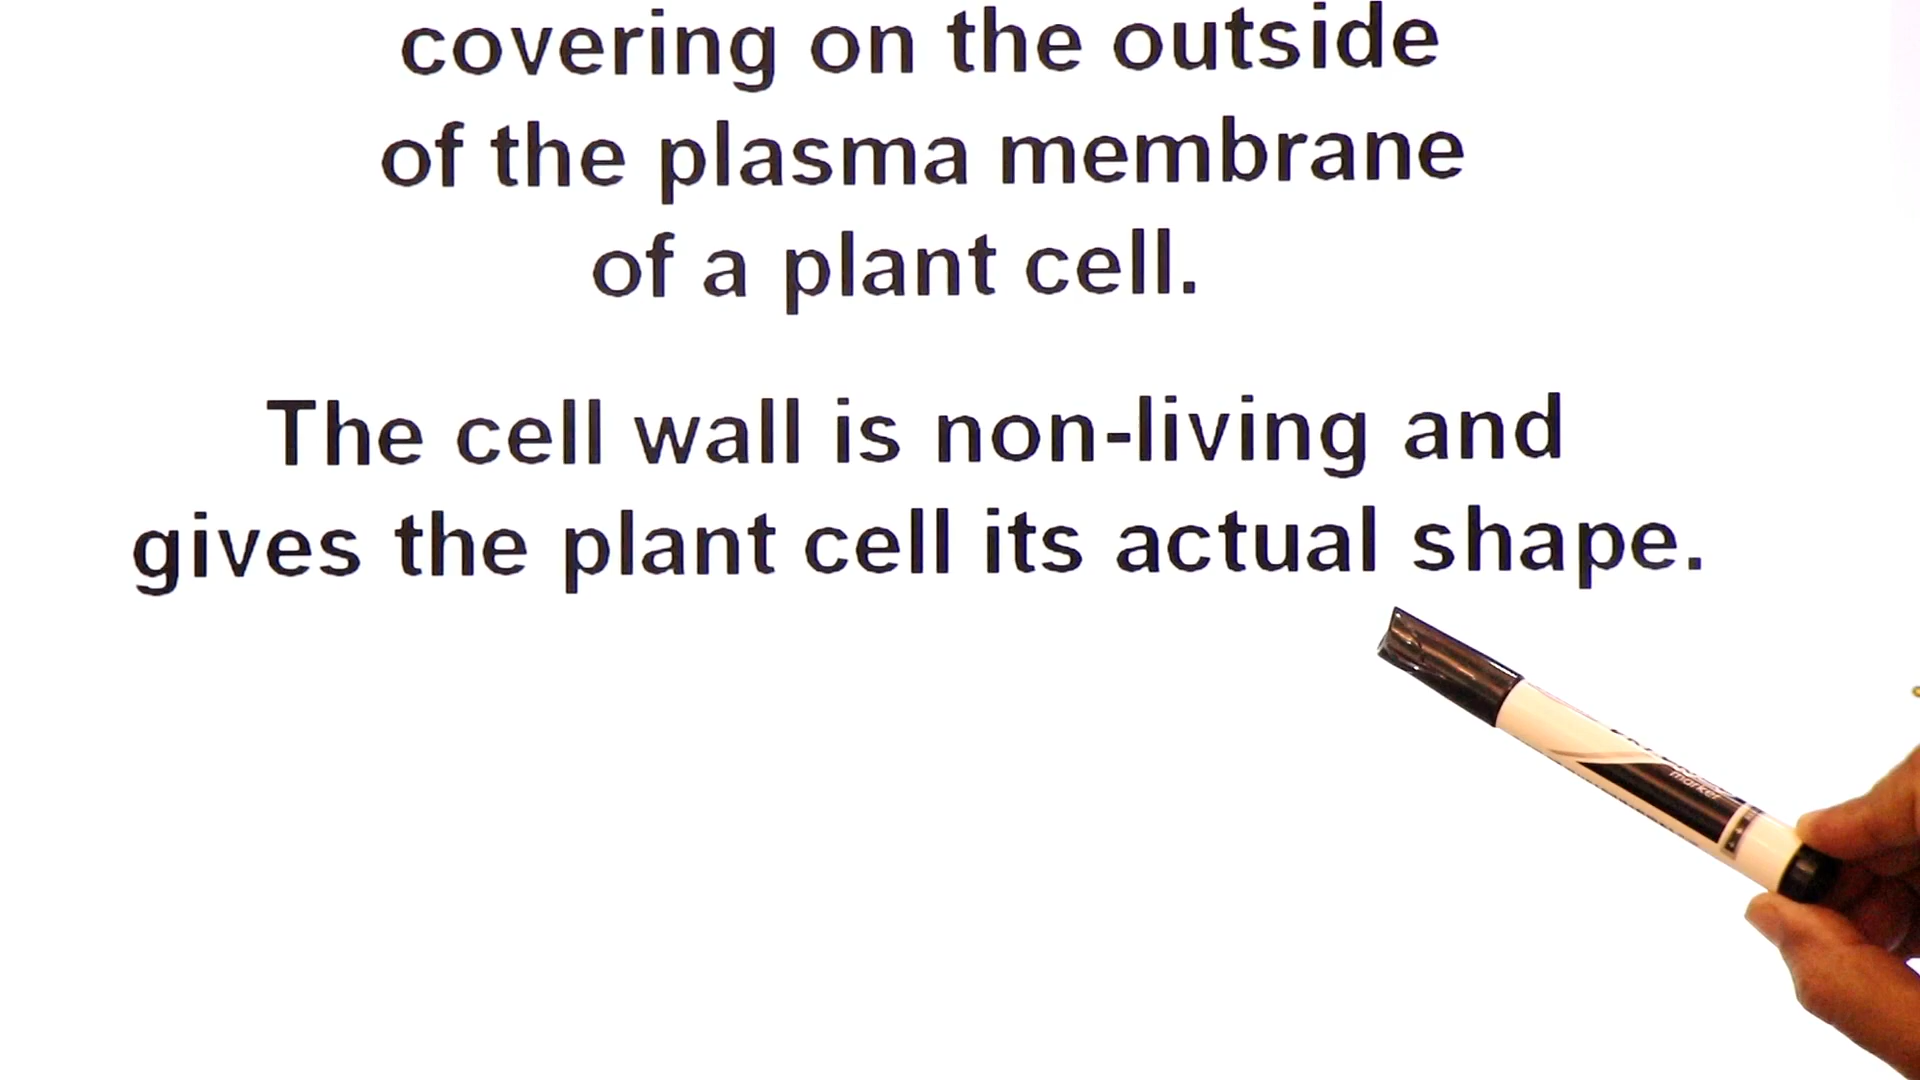 covering on the outside
of the plasma membrane
of a plant cell.
The cell wall is non-living and
gives the plant cell its actual shape.
marker